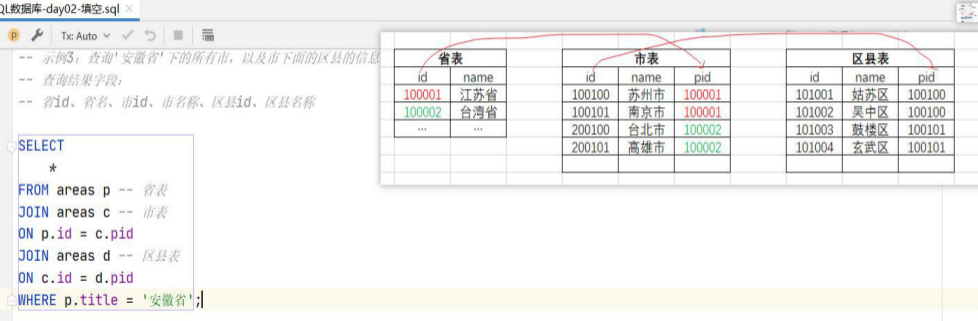 QL数据库-day02-填空.sql
Tx: Auto
-- 示例3：查询'安徽省'下的所有市，以及市下面的区县的信息
-- 查询结果字段：
-- 省id、省名、市id、市名称、区县id、区县名称
SELECT
*
FROM areas p -- 省表
JOIN areas c -- 市表
ON p.id = c.pid
JOIN areas d -- 区县表
ON c.id = d.pid
WHERE p.title = '安徽省';
省表
id name
100001 江苏省
100002 台湾省
... ...
市表
id name pid
100100 苏州市 100001
100101 南京市 100001
200100 台北市 100002
200101 高雄市 100002
区县表
id name pid
101001 姑苏区 100100
101002 吴中区 100100
101003 鼓楼区 100101
101004 玄武区 100101